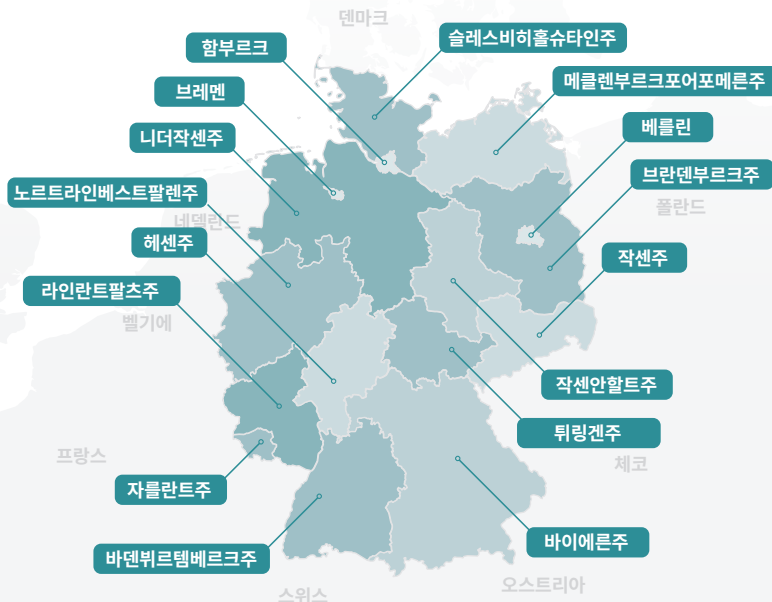 덴마크
함부르크
슐레스비히홀슈타인주
브레멘
메클렌부르크포어포메른주
니더작센주
베를린
노르트라인베스트팔렌주
브란덴부르크주
네델란드
폴란드
헤센주
작센주
라인란트팔츠주
벨기에
작센안할트주
튀링겐주
프랑스
체코
자를란트주
바이에른주
바덴뷔르템베르크주
오스트리아
스위스